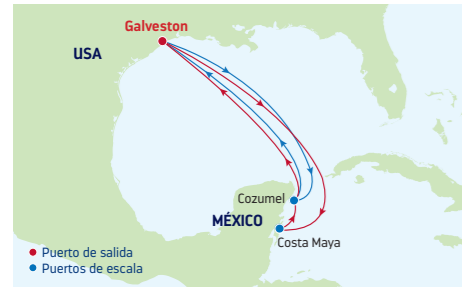 Galveston
USA
Cozumel
MÉXICO
Costa Maya
Puerto de salida
Puertos de escala